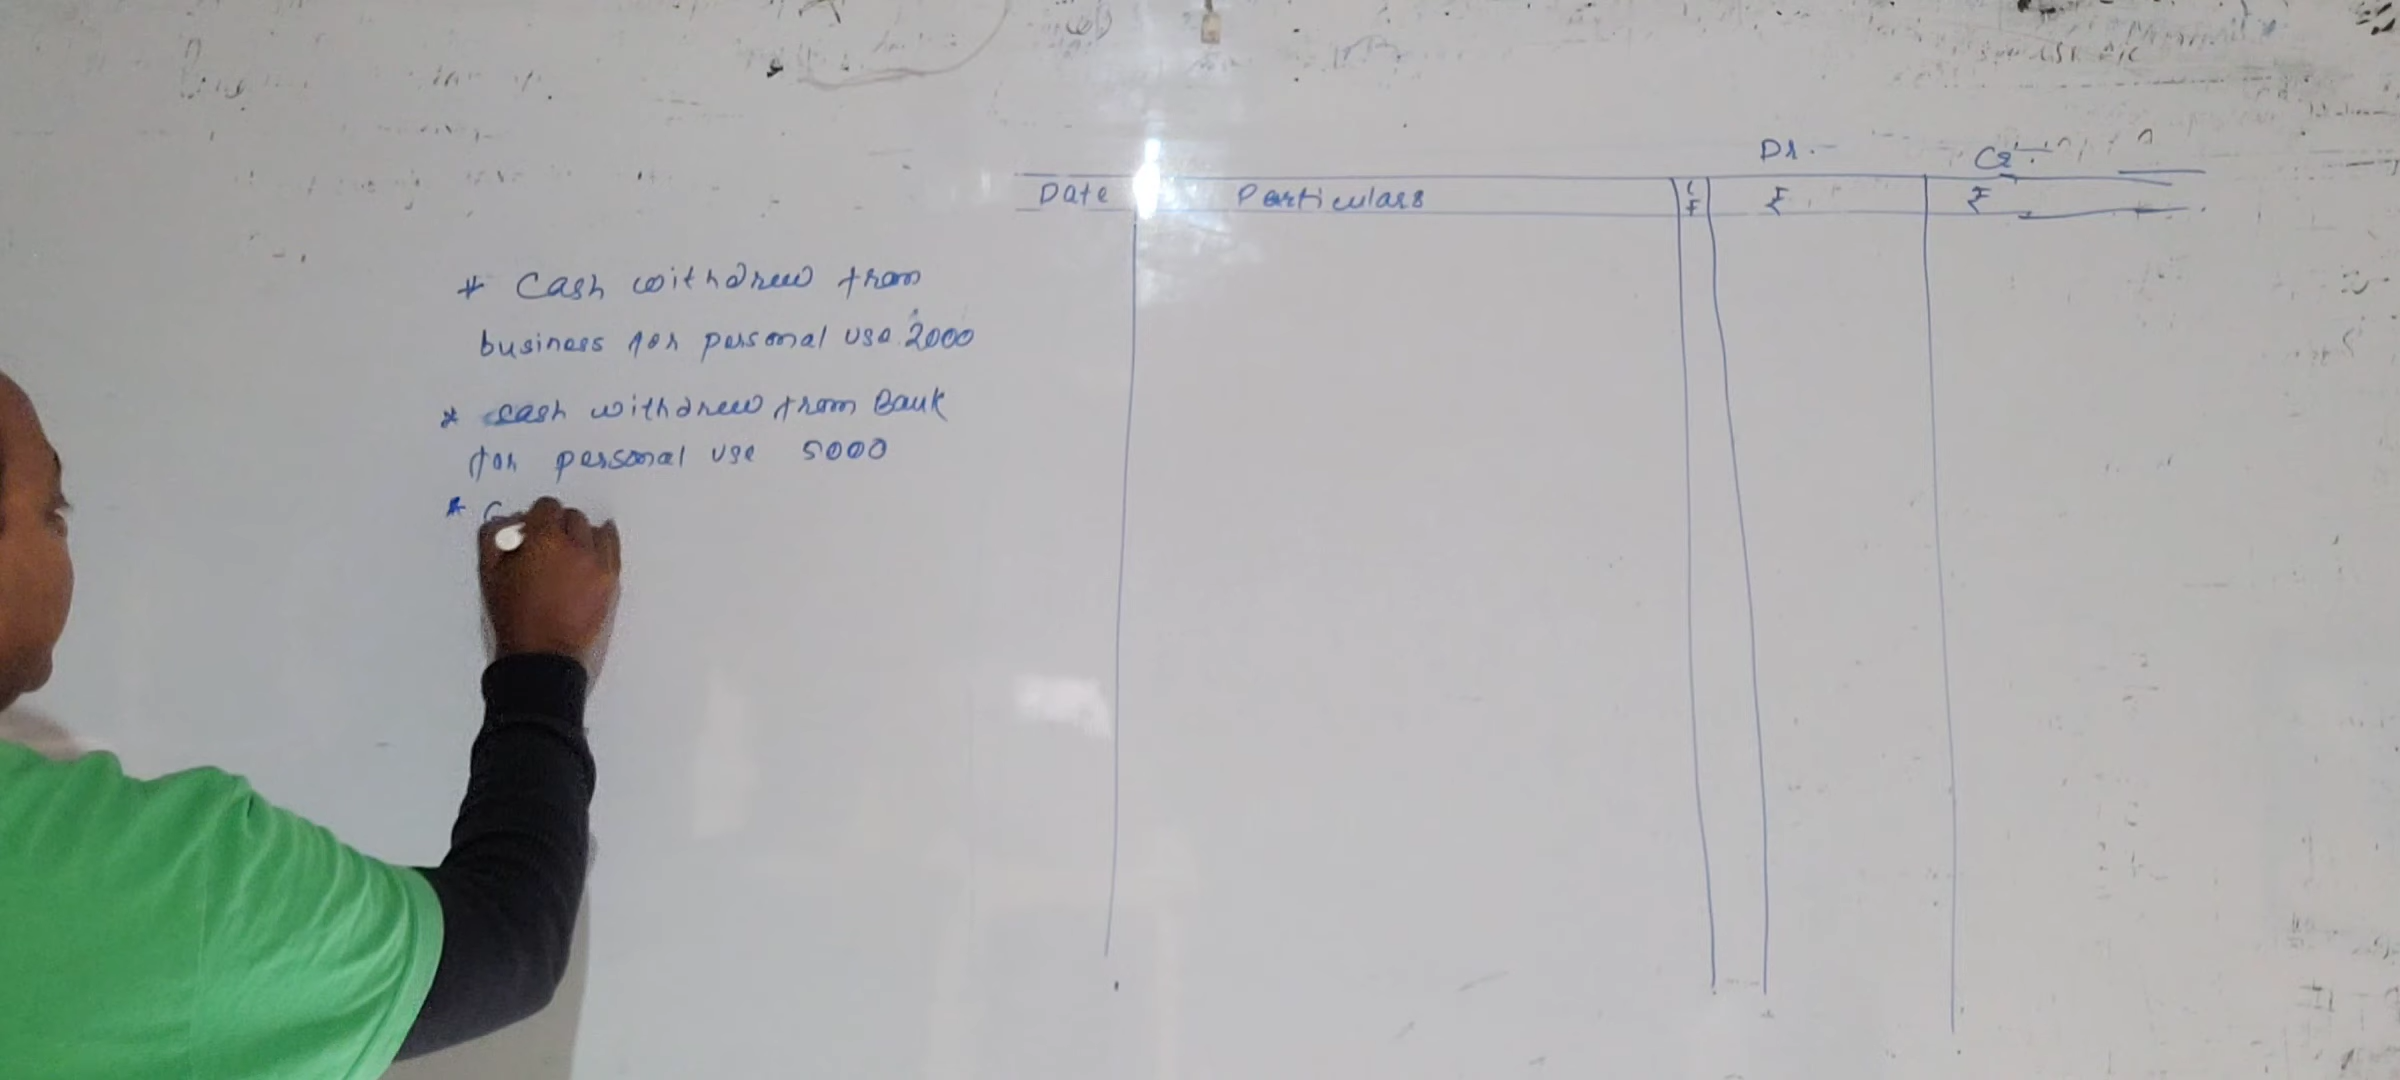 Dr.
Cr.
Date Particulars LF ₹ ₹
* Cash withdrew from
business for personal use 2000
* cash withdrew from Bank
for personal use 5000
* G